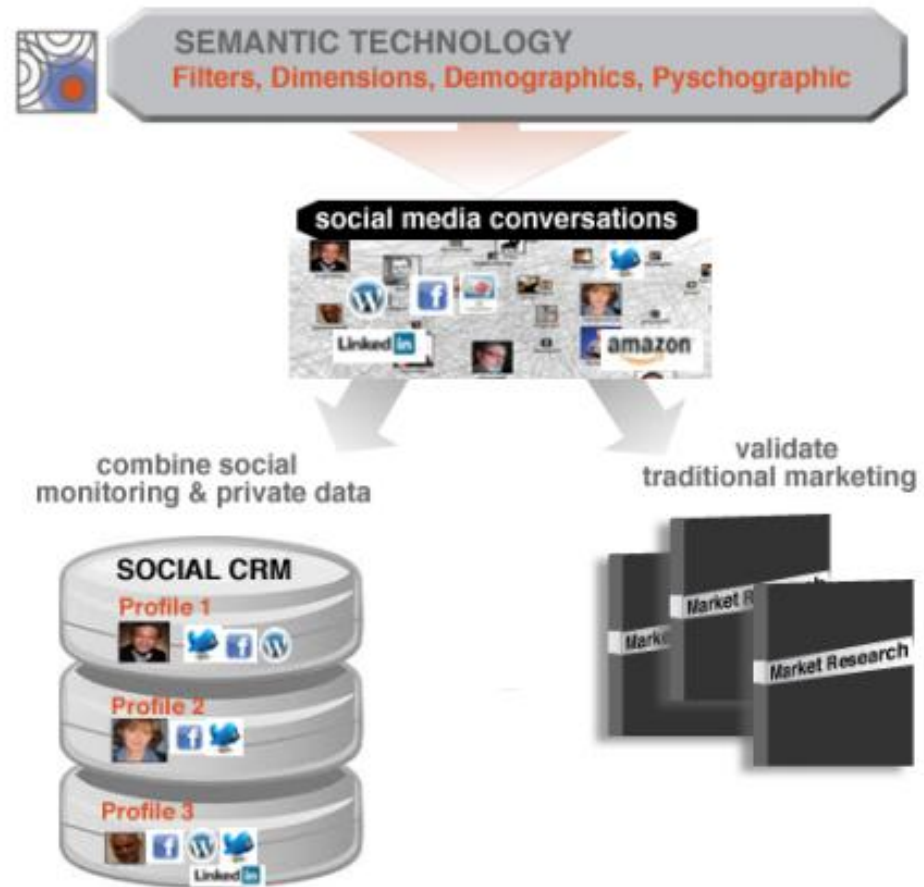 SEMANTIC TECHNOLOGY
Filters, Dimensions, Demographics, Pyschographic
social media conversations
Linked in
amazon
combine social
monitoring & private data
validate
traditional marketing
SOCIAL CRM
Profile 1
Profile 2
Profile 3
Linked in
Market
Market Research
Market Research